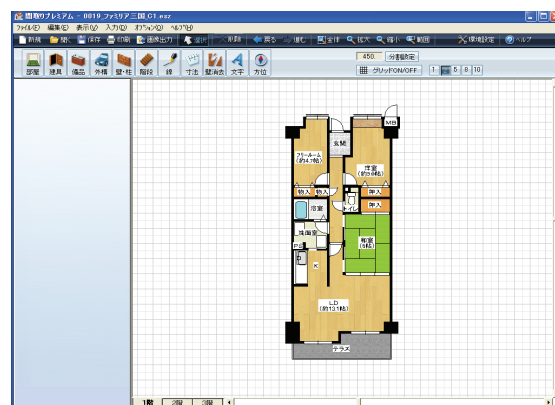 間取りプレミアム - 0019_ファミリア三国_C1.esz
ファイル(F) 編集(E) 表示(V) 入力(D) オプション(O) ヘルプ(H)
新規 開く 保存 印刷 画像出力 選択 削除 戻る 進む 全体 拡大 縮小 範囲 環境設定 ヘルプ
部屋 建具 備品 外構 壁・柱 階段 線 寸法 壁消去 文字 方位
450. 分割設定
グリッドON/OFF 1 5 8 10
MB
玄関
フリールーム
(約4.7帖)
洋室
物入 物入 押入
トイレ 押入
浴室
洗面室
和室
(6帖)
K
LD
(約13.1帖)
テラス
1階 2階 3階